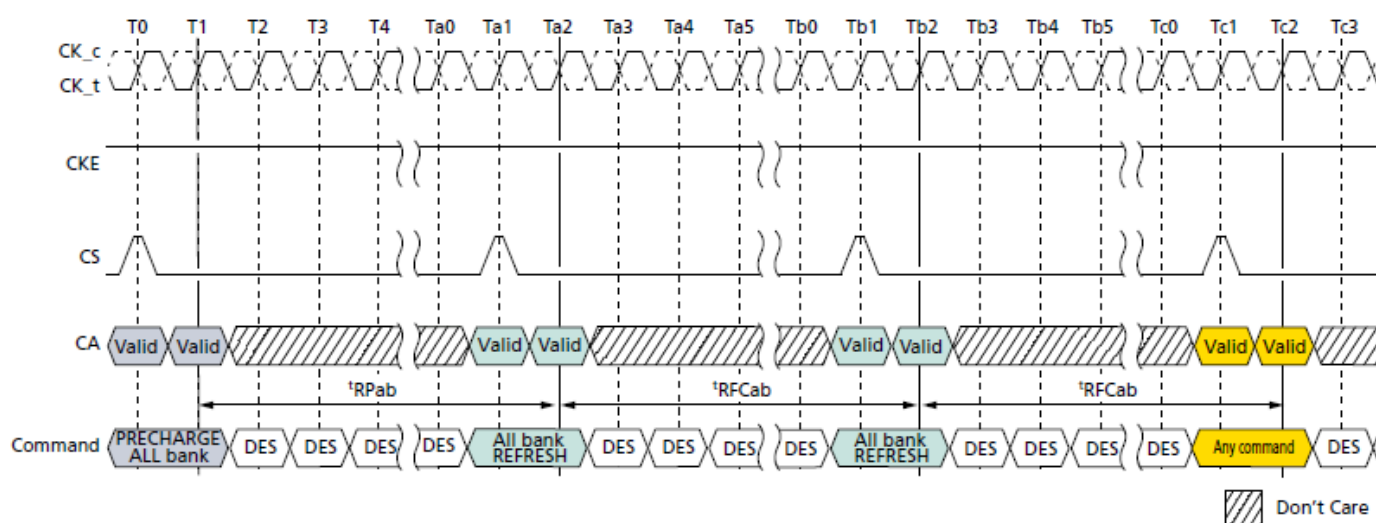 T0 T1 T2 T3 T4 Ta0 Ta1 Ta2 Ta3 Ta4 Ta5 Tb0 Tb1 Tb2 Tb3 Tb4 Tb5 Tc0 Tc1 Tc2 Tc3
CK_c
CK_t
CKE
CS
CA Valid Valid Valid Valid Valid Valid Valid Valid
tRPab tRFCab tRFCab
Command PRECHARGE ALL bank DES DES DES DES All bank REFRESH DES DES DES DES All bank REFRESH DES DES DES DES Any command DES
Don't Care